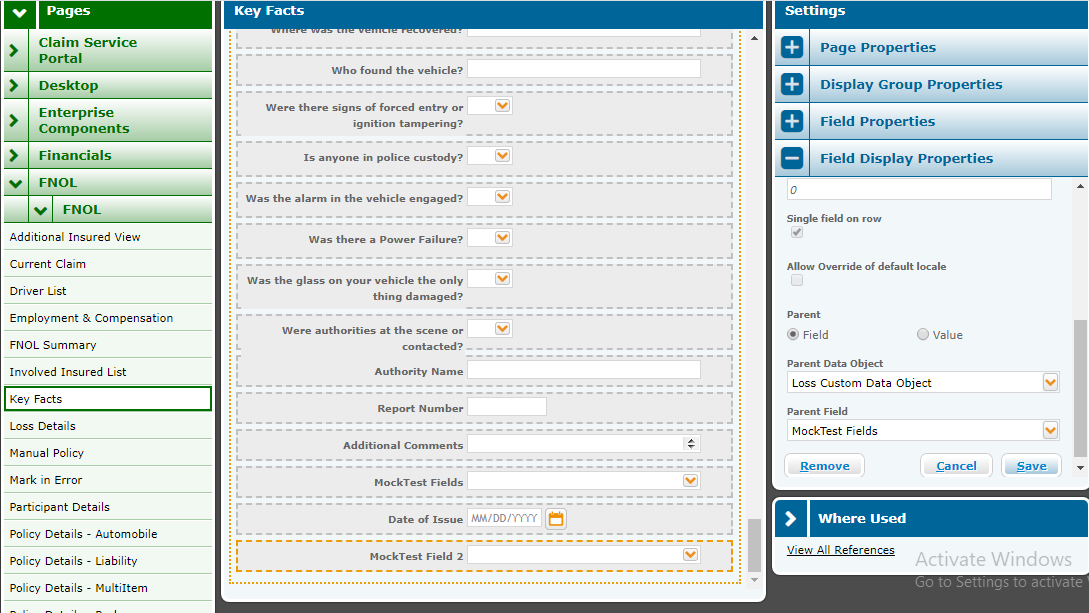 Pages
Claim Service
Portal
Desktop
Enterprise
Components
Financials
FNOL
FNOL
Additional Insured View
Current Claim
Driver List
Employment & Compensation
FNOL Summary
Involved Insured List
Key Facts
Loss Details
Manual Policy
Mark in Error
Participant Details
Policy Details - Automobile
Policy Details - Liability
Policy Details - MultiItem
Key Facts
Where was the vehicle recovered?
Who found the vehicle?
Were there signs of forced entry or
ignition tampering?
Is anyone in police custody?
Was the alarm in the vehicle engaged?
Was there a Power Failure?
Was the glass on your vehicle the only
thing damaged?
Were authorities at the scene or
contacted?
Authority Name
Report Number
Additional Comments
MockTest Fields
Date of Issue MM/DD/YYYY
MockTest Field 2
Settings
Page Properties
Display Group Properties
Field Properties
Field Display Properties
0
Single field on row
Allow Override of default locale
Parent
Field Value
Parent Data Object
Loss Custom Data Object
Parent Field
MockTest Fields
Remove Cancel Save
Where Used
View All References
Activate Windows
Go to Settings to activate